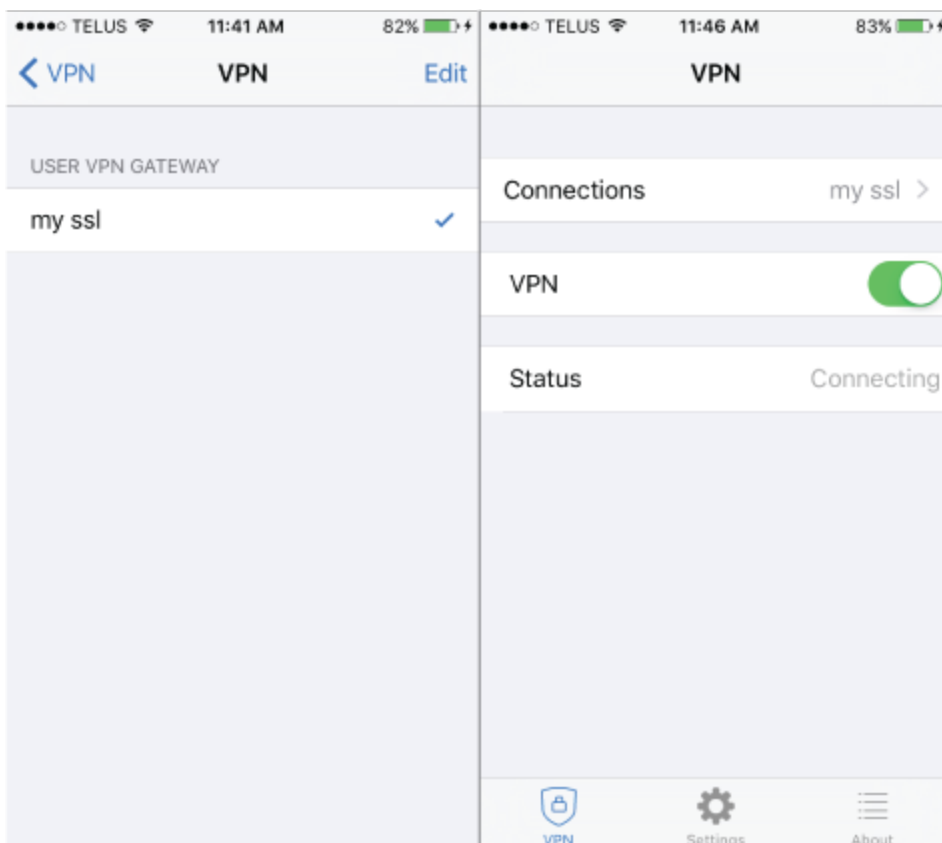 TELUS 11:41 AM 82%
VPN VPN Edit
USER VPN GATEWAY
my ssl
TELUS 11:46 AM 83%
VPN
Connections my ssl
VPN
Status Connecting
VPN Settings About